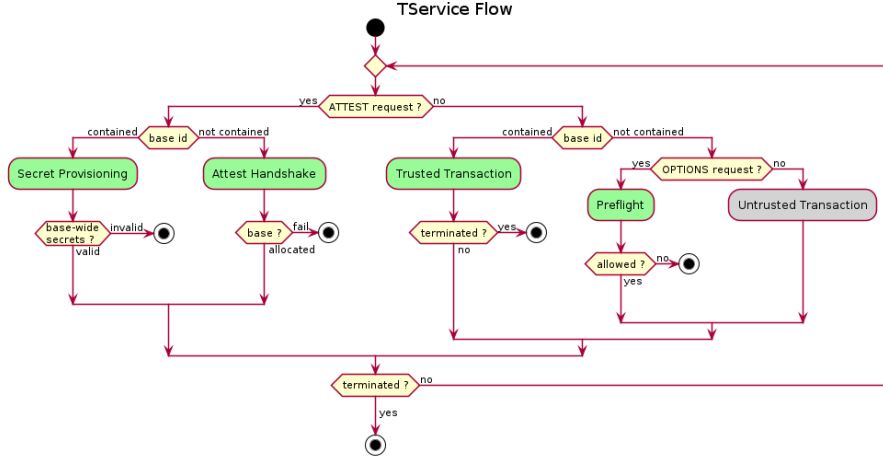 TService Flow
yes
ATTEST request ?
no
contained
base id
not contained
contained
base id
not contained
Secret Provisioning
Attest Handshake
Trusted Transaction
yes
OPTIONS request ?
no
Preflight
Untrusted Transaction
base-wide
secrets ?
invalid
valid
base ?
fail
allocated
terminated ?
yes
no
allowed ?
no
yes
terminated ?
no
yes